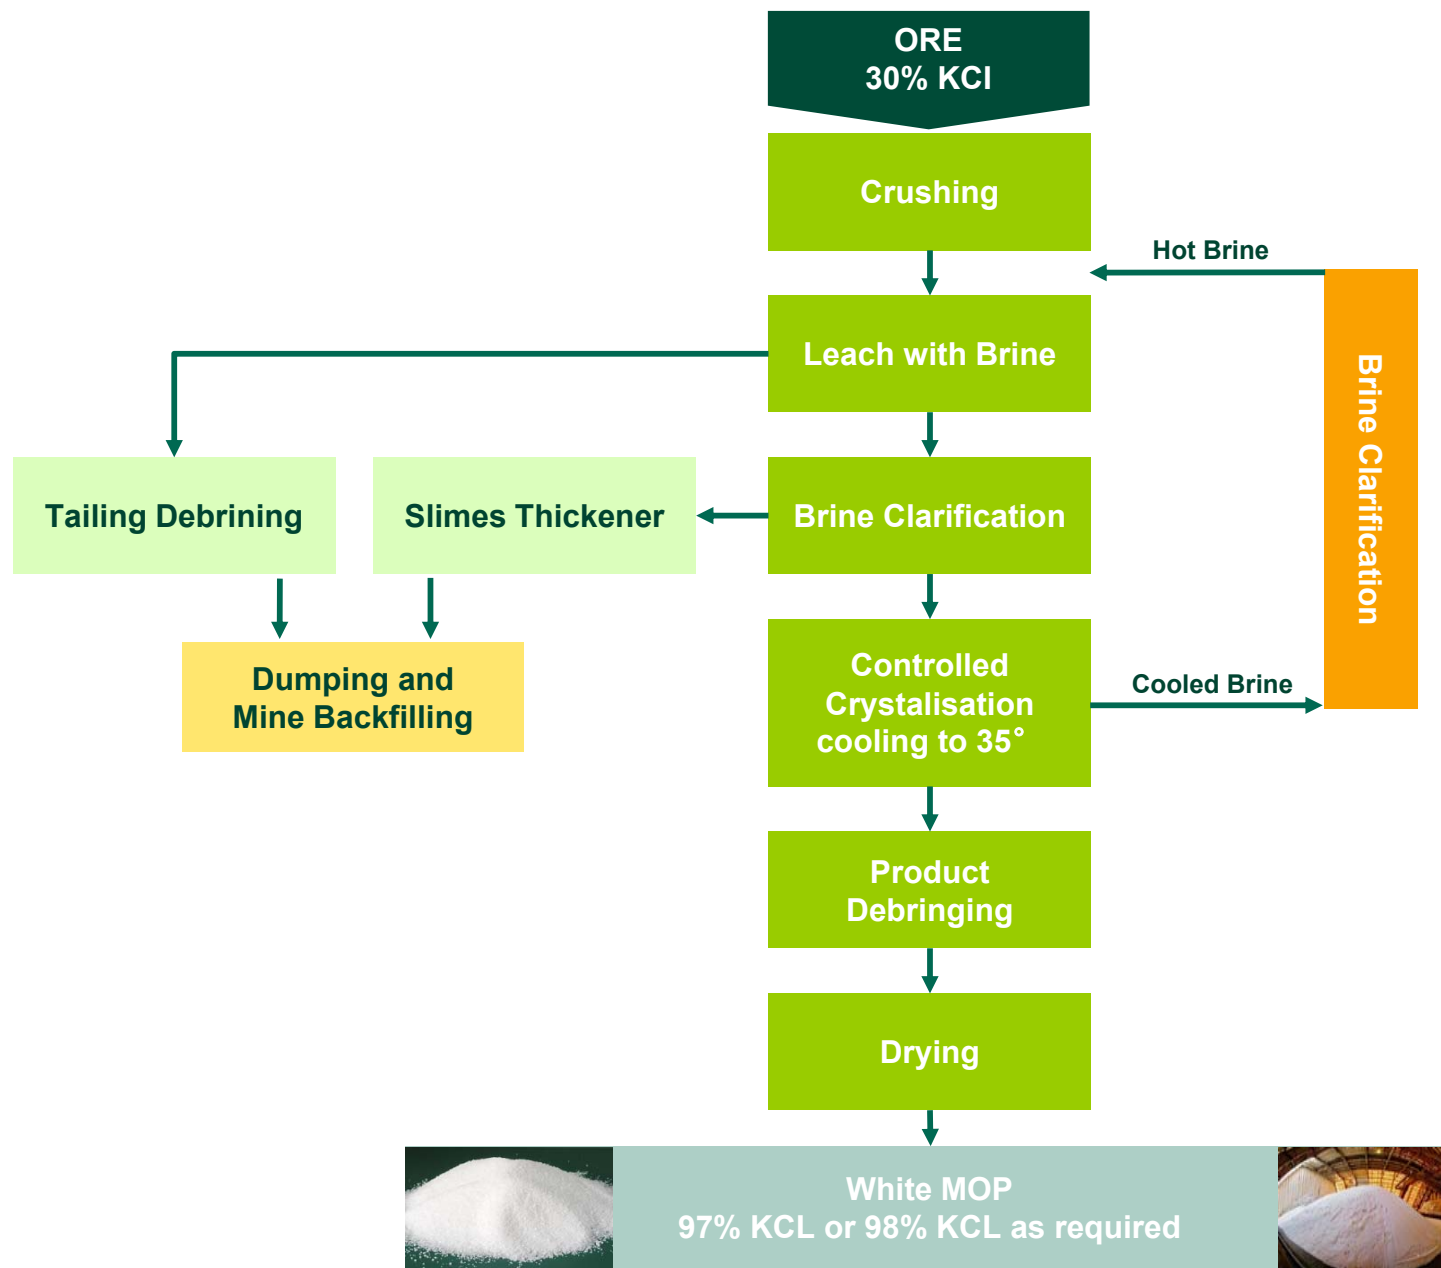 ORE
30% KCl
Crushing
Hot Brine
Leach with Brine
Brine Clarification
Tailing Debrining
Slimes Thickener
Brine Clarification
Dumping and
Mine Backfilling
Controlled
Crystalisation
cooling to 35°
Cooled Brine
Product
Debringing
Drying
White MOP
97% KCL or 98% KCL as required